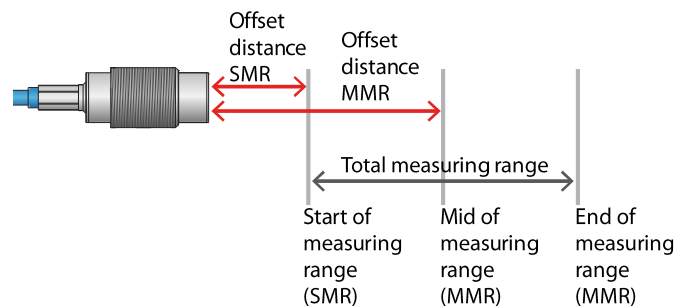 Offset
distance
SMR
Offset
distance
MMR
Total measuring range
Start of
measuring
range
(SMR)
Mid of
measuring
range
(MMR)
End of
measuring
range
(MMR)